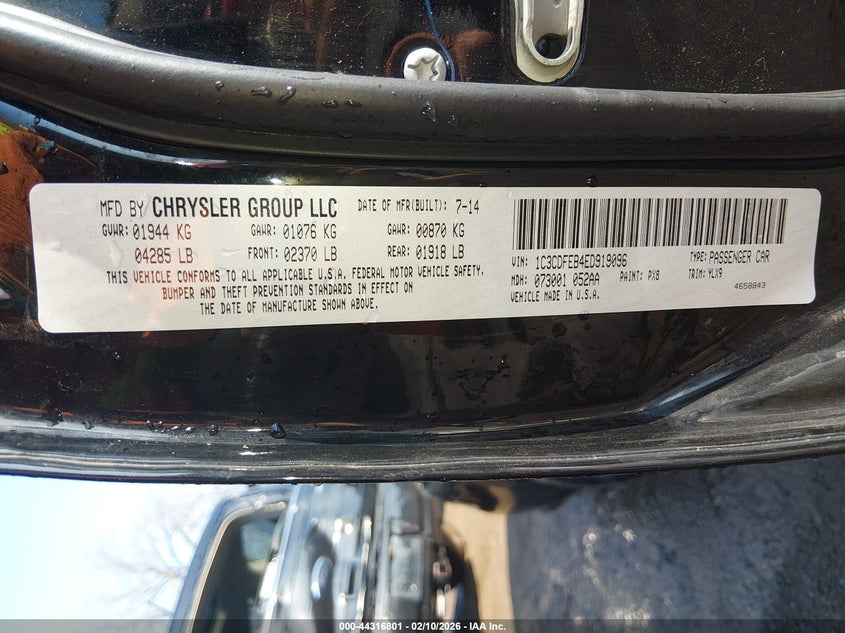 MFD BY CHRYSLER GROUP LLC DATE OF MFR(BUILT): 7-14
GVWR: 01944 KG GAWR: 01076 KG GAWR: 00870 KG
04285 LB FRONT: 02370 LB REAR: 01918 LB
THIS VEHICLE CONFORMS TO ALL APPLICABLE U.S.A. FEDERAL MOTOR VEHICLE SAFETY,
BUMPER AND THEFT PREVENTION STANDARDS IN EFFECT ON
THE DATE OF MANUFACTURE SHOWN ABOVE.
VIN: 1C3CDFEB4ED919096 TYPE: PASSENGER CAR
MDH: 073001 052AA PAINT: PX8 TRIM: YLX9
VEHICLE MADE IN U.S.A. 4658843
000-44316801 - 02/10/2026 - IAA Inc.